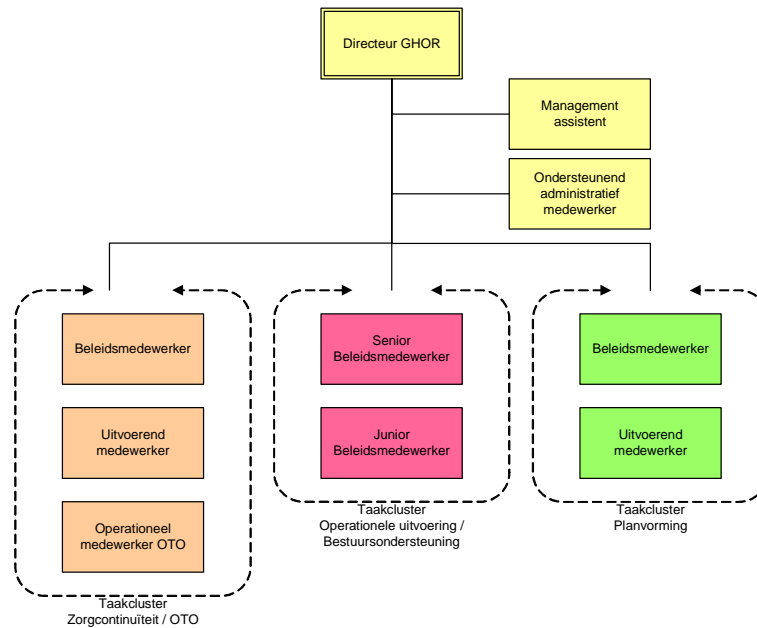 Directeur GHOR
Management
assistent
Ondersteunend
administratief
medewerker
Beleidsmedewerker
Uitvoerend
medewerker
Operationeel
medewerker OTO
Taakcluster
Zorgcontinuïteit / OTO
Senior
Beleidsmedewerker
Junior
Beleidsmedewerker
Taakcluster
Operationele uitvoering /
Bestuursondersteuning
Beleidsmedewerker
Uitvoerend
medewerker
Taakcluster
Planvorming